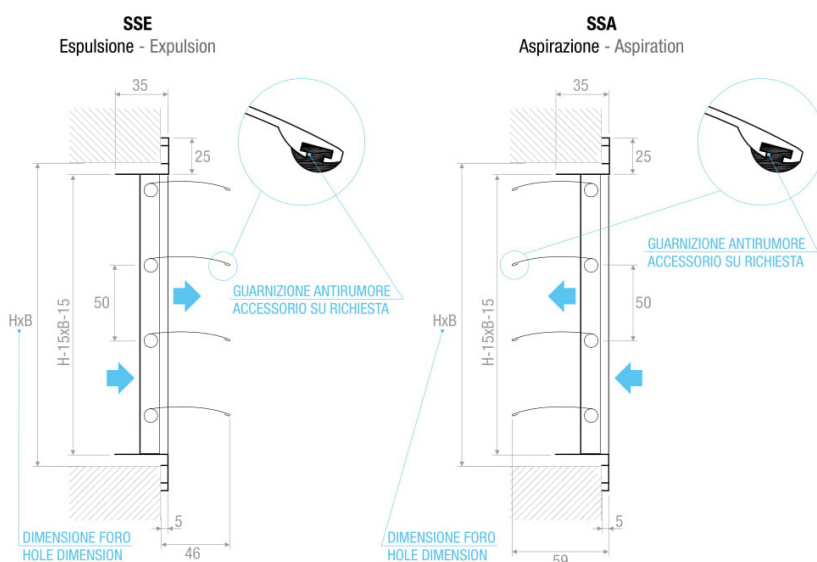 SSE
Espulsione - Expulsion
35
25
GUARNIZIONE ANTIRUMORE
ACCESSORIO SU RICHIESTA
50
HxB
H-15xB-15
5
46
DIMENSIONE FORO
HOLE DIMENSION
SSA
Aspirazione - Aspiration
35
25
GUARNIZIONE ANTIRUMORE
ACCESSORIO SU RICHIESTA
50
HxB
H-15xB-15
5
59
DIMENSIONE FORO
HOLE DIMENSION